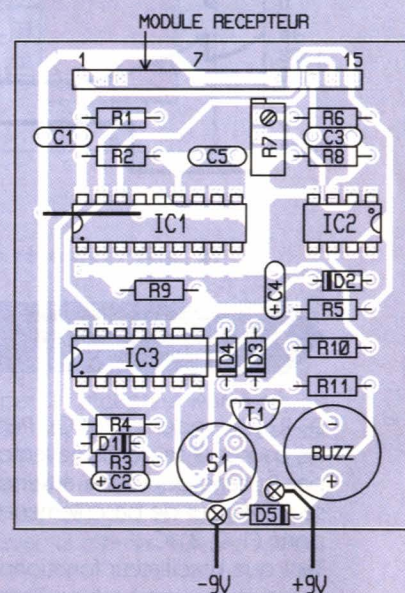 MODULE RECEPTEUR
1 7 15
R1 R6
C1 R7 C3
R2 C5 R8
IC1 IC2
C4 D2
+
R9 R5
IC3 D4 D3 R10
R11
R4 T1 -
D1 S1 BUZZ
R3
+C2 +
D5
-9V +9V